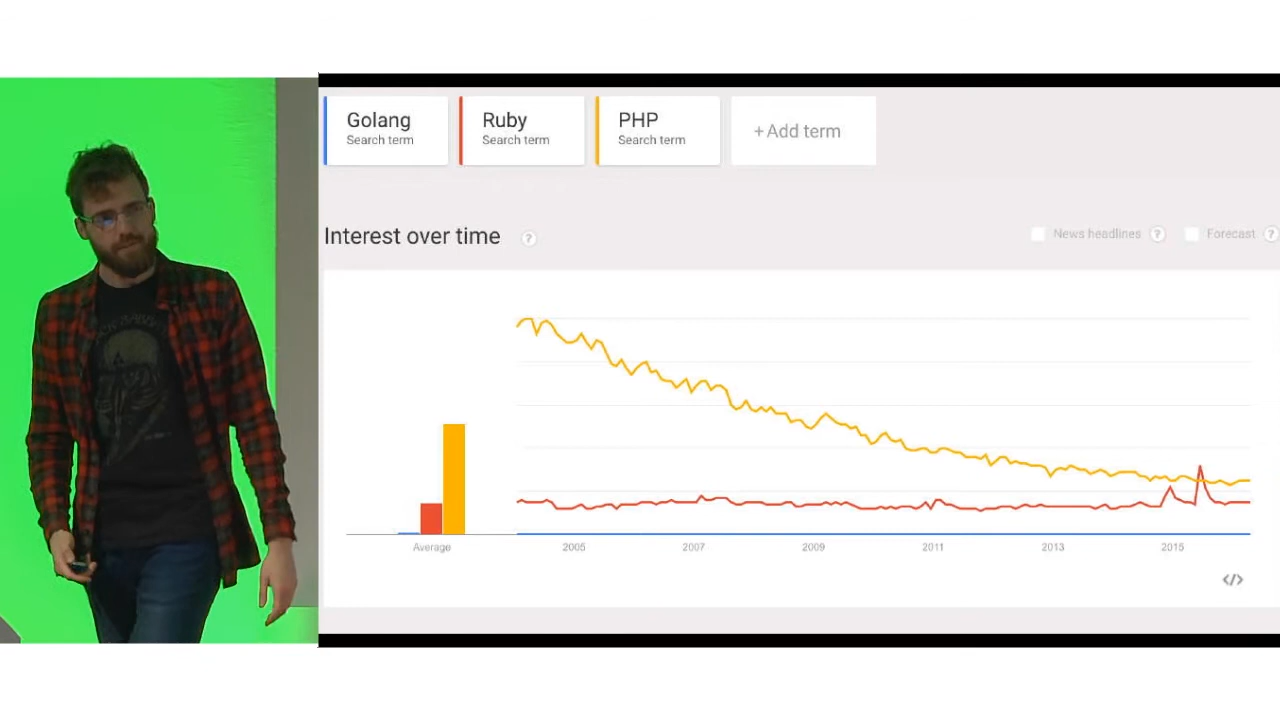 Golang
Search term
Ruby
Search term
PHP
Search term
+ Add term
Interest over time ?
News headlines ?
Forecast ?
Average
2005
2007
2009
2011
2013
2015
</>